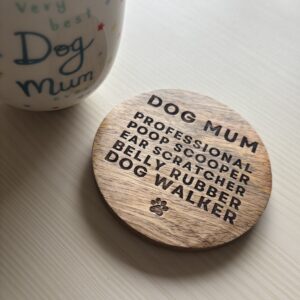 very
best
Dog
Mum
DOG MUM
PROFESSIONAL
POOP SCOOPER
EAR SCRATCHER
BELLY RUBBER
DOG WALKER